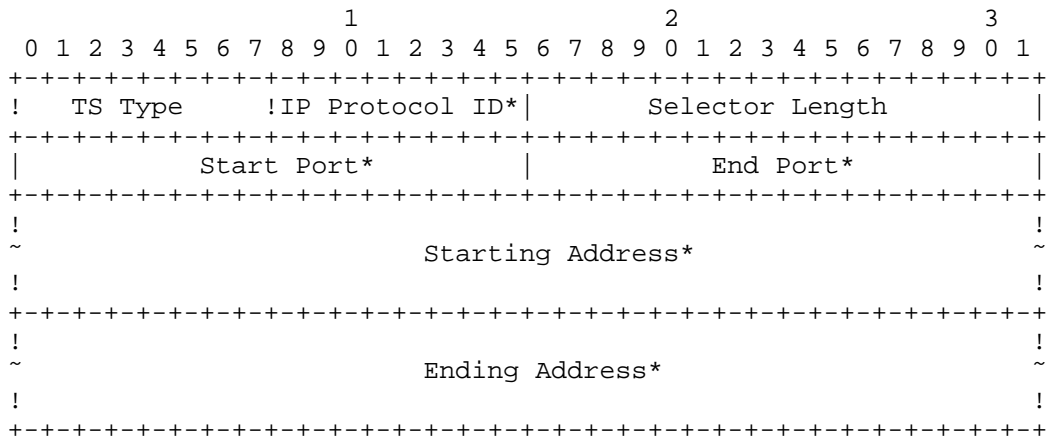 1                   2                   3
 0 1 2 3 4 5 6 7 8 9 0 1 2 3 4 5 6 7 8 9 0 1 2 3 4 5 6 7 8 9 0 1
+-+-+-+-+-+-+-+-+-+-+-+-+-+-+-+-+-+-+-+-+-+-+-+-+-+-+-+-+-+-+-+-+
!   TS Type     !IP Protocol ID*|       Selector Length         |
+-+-+-+-+-+-+-+-+-+-+-+-+-+-+-+-+-+-+-+-+-+-+-+-+-+-+-+-+-+-+-+-+
|           Start Port*         |           End Port*           |
+-+-+-+-+-+-+-+-+-+-+-+-+-+-+-+-+-+-+-+-+-+-+-+-+-+-+-+-+-+-+-+-+
!                                                               !
~                         Starting Address*                     ~
!                                                               !
+-+-+-+-+-+-+-+-+-+-+-+-+-+-+-+-+-+-+-+-+-+-+-+-+-+-+-+-+-+-+-+-+
!                                                               !
~                         Ending Address*                       ~
!                                                               !
+-+-+-+-+-+-+-+-+-+-+-+-+-+-+-+-+-+-+-+-+-+-+-+-+-+-+-+-+-+-+-+-+